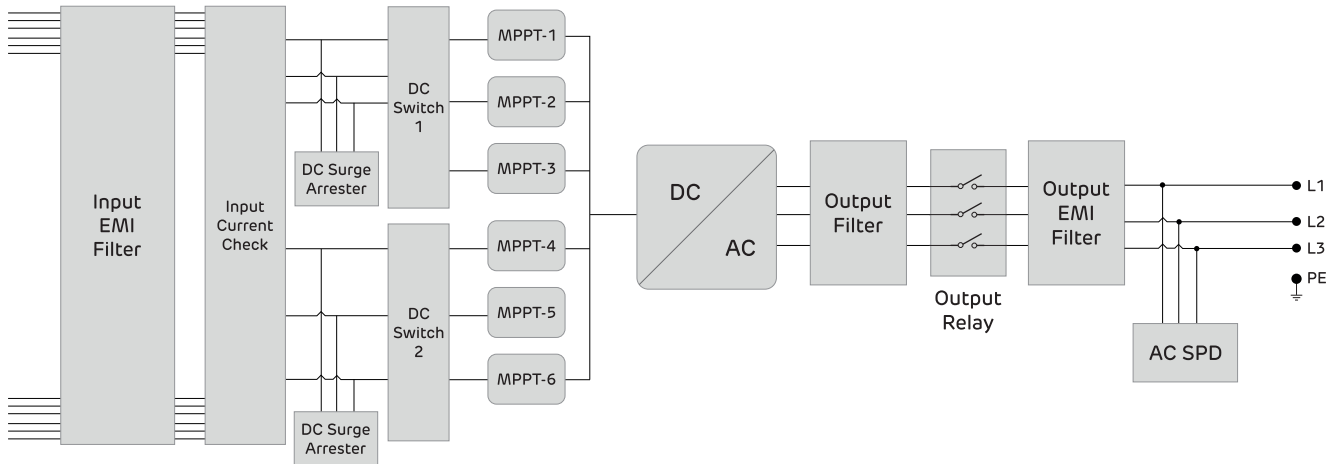 Input
EMI
Filter
Input
Current
Check
DC Surge
Arrester
DC
Switch
1
MPPT-1
MPPT-2
MPPT-3
DC Surge
Arrester
DC
Switch
2
MPPT-4
MPPT-5
MPPT-6
DC
AC
Output
Filter
Output
Relay
Output
EMI
Filter
AC SPD
L1
L2
L3
PE